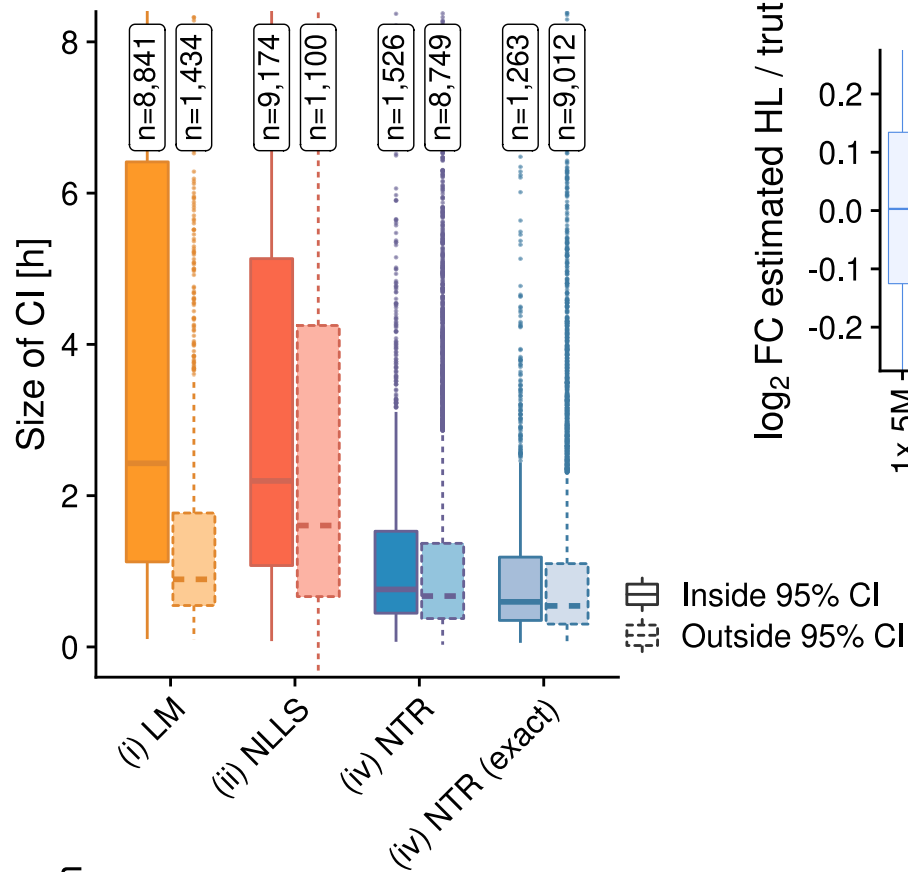 Size of CI [h]
8
6
4
2
0
n=8,841
n=1,434
n=9,174
n=1,100
n=1,526
n=8,749
n=1,263
n=9,012
(i) LM
(ii) NLLS
(iv) NTR
(iv) NTR (exact)
Inside 95% CI
Outside 95% CI
log₂ FC estimated HL / trut
0.2
0.1
0.0
-0.1
-0.2
1x 5M